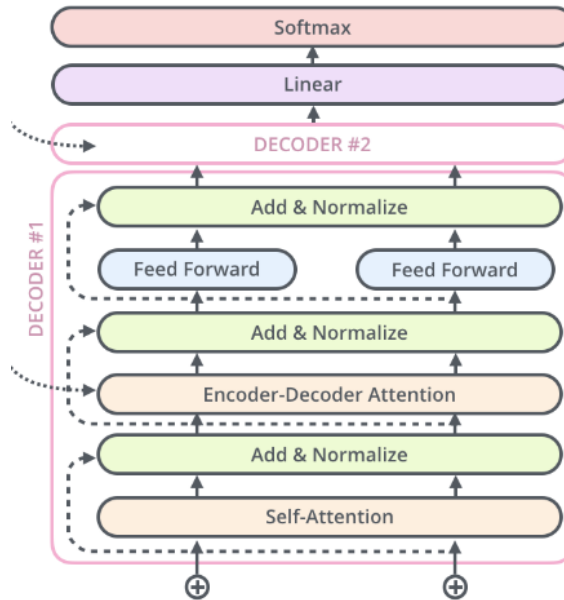 Softmax
Linear
DECODER #2
DECODER #1
Add & Normalize
Feed Forward
Feed Forward
Add & Normalize
Encoder-Decoder Attention
Add & Normalize
Self-Attention